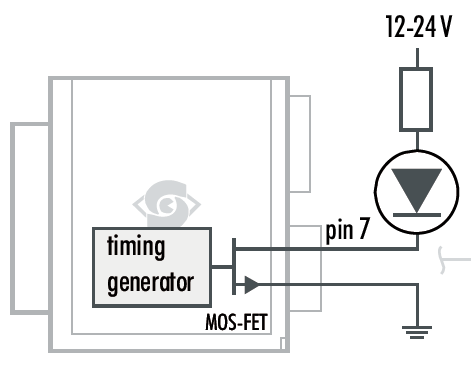 12-24 V
pin 7
timing
generator
MOS-FET